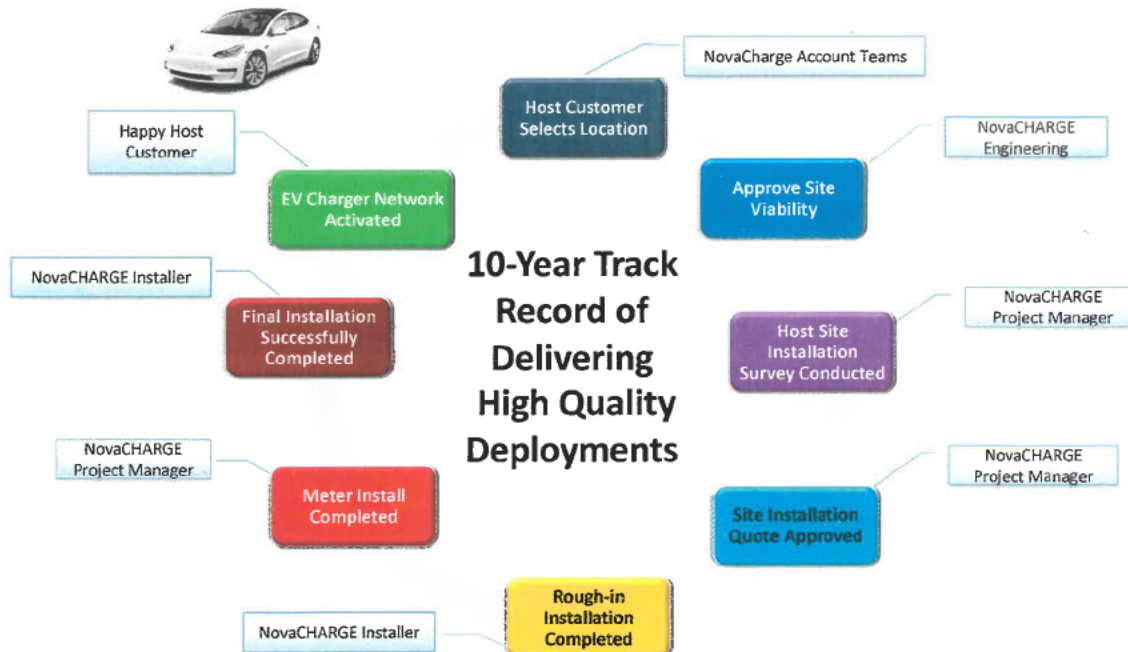 NovaCharge Account Teams
Host Customer
Selects Location
NovaCHARGE
Engineering
Approve Site
Viability
NovaCHARGE
Project Manager
Host Site
Installation
Survey Conducted
NovaCHARGE
Project Manager
Site Installation
Quote Approved
Rough-in
Installation
Completed
NovaCHARGE Installer
Meter Install
Completed
NovaCHARGE
Project Manager
Final Installation
Successfully
Completed
NovaCHARGE Installer
EV Charger Network
Activated
Happy Host
Customer
10-Year Track
Record of
Delivering
High Quality
Deployments